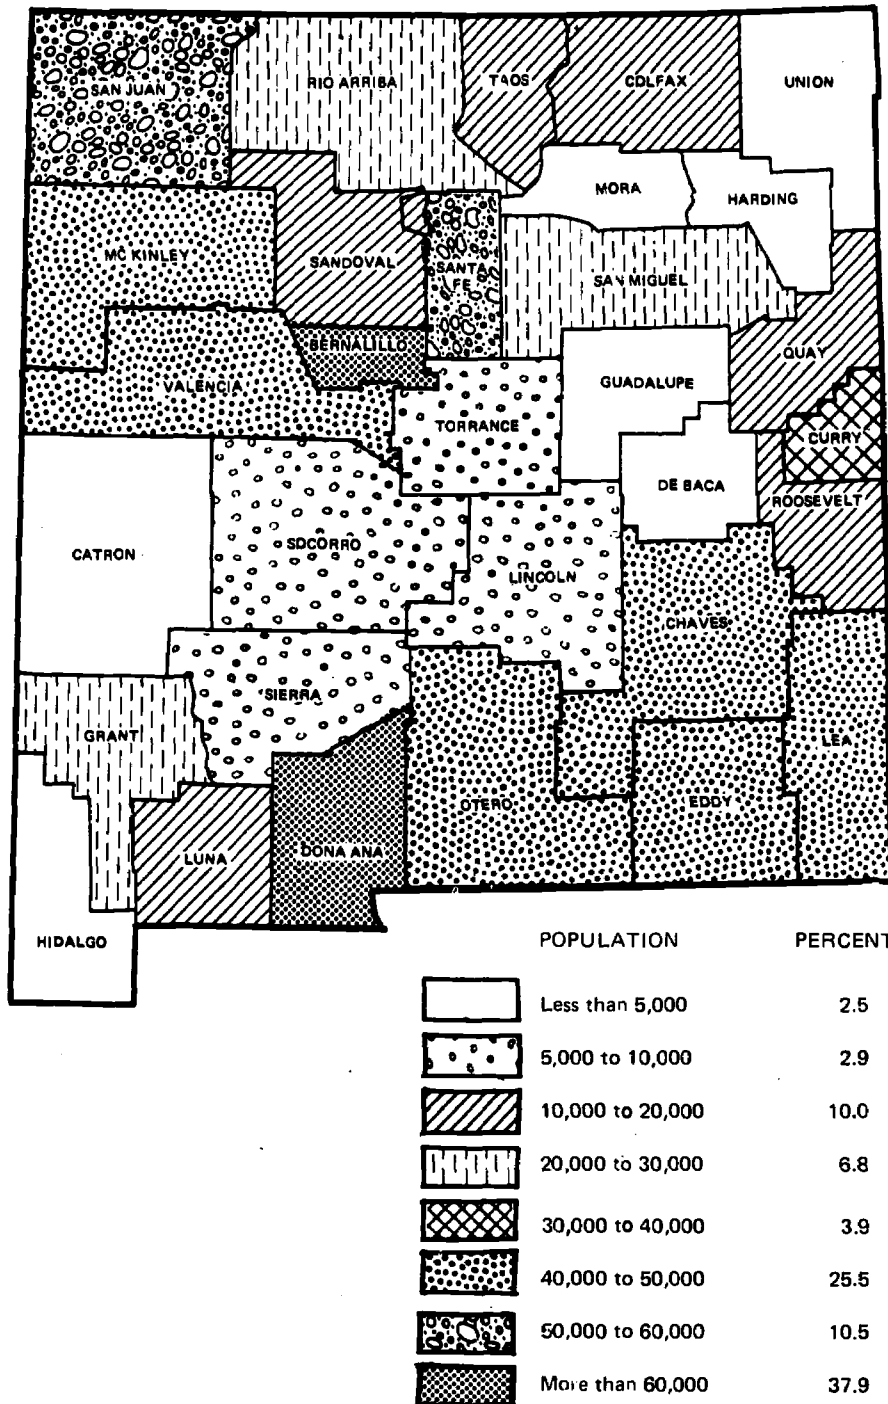 SAN JUAN
RIO ARRIBA
TAOS
COLFAX
UNION
MORA
HARDING
MC KINLEY
SANDOVAL
SANTA
FE
SAN MIGUEL
BERNALILLO
QUAY
VALENCIA
GUADALUPE
TORRANCE
CURRY
DE BACA
ROOSEVELT
CATRON
SOCORRO
LINCOLN
CHAVES
SIERRA
GRANT
LEA
OTERO
EDDY
LUNA
DONA ANA
HIDALGO
POPULATION PERCENT
Less than 5,000 2.5
5,000 to 10,000 2.9
10,000 to 20,000 10.0
20,000 to 30,000 6.8
30,000 to 40,000 3.9
40,000 to 50,000 25.5
50,000 to 60,000 10.5
More than 60,000 37.9